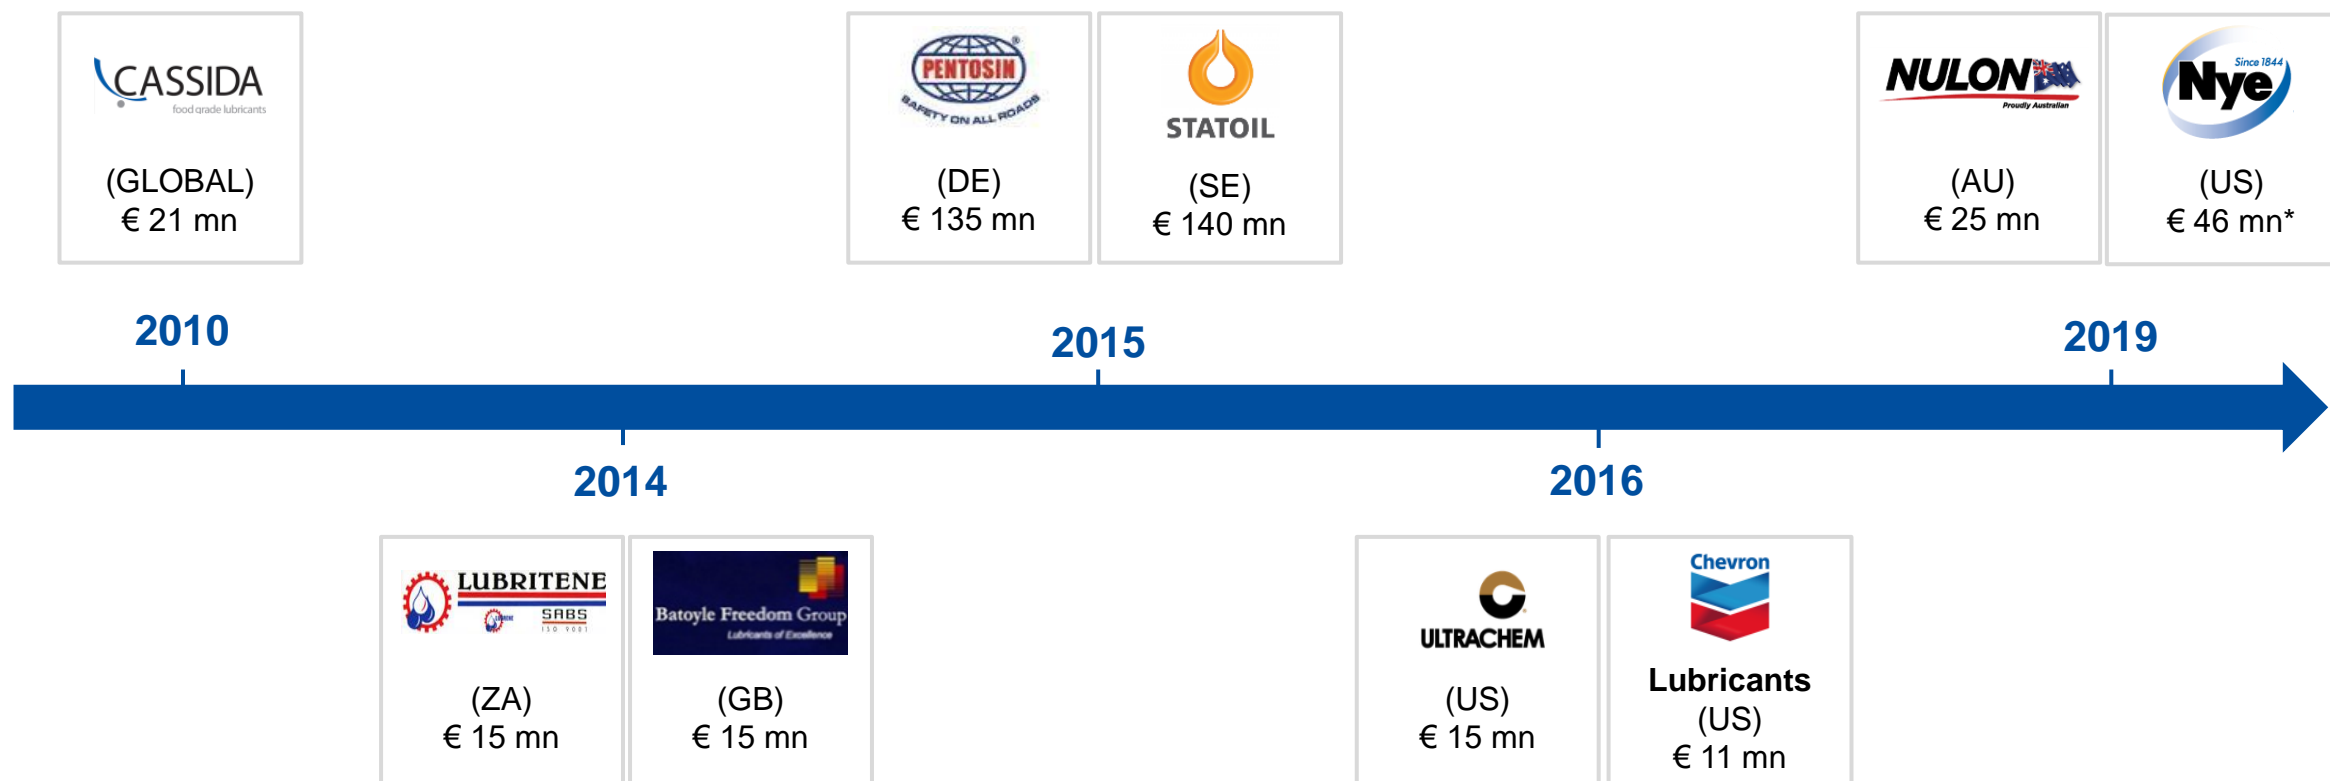 CASSIDA
food grade lubricants
(GLOBAL)
€ 21 mn
PENTOSIN
®
SAFETY ON ALL ROADS
(DE)
€ 135 mn
STATOIL
(SE)
€ 140 mn
NULON
Proudly Australian
(AU)
€ 25 mn
Since 1844
Nye
(US)
€ 46 mn*
2010
2015
2019
2014
2016
LUBRITENE
SABS
ISO 9001
(ZA)
€ 15 mn
Batoyle Freedom Group
Lubricants of Excellence
(GB)
€ 15 mn
ULTRACHEM
(US)
€ 15 mn
Chevron
Lubricants
(US)
€ 11 mn